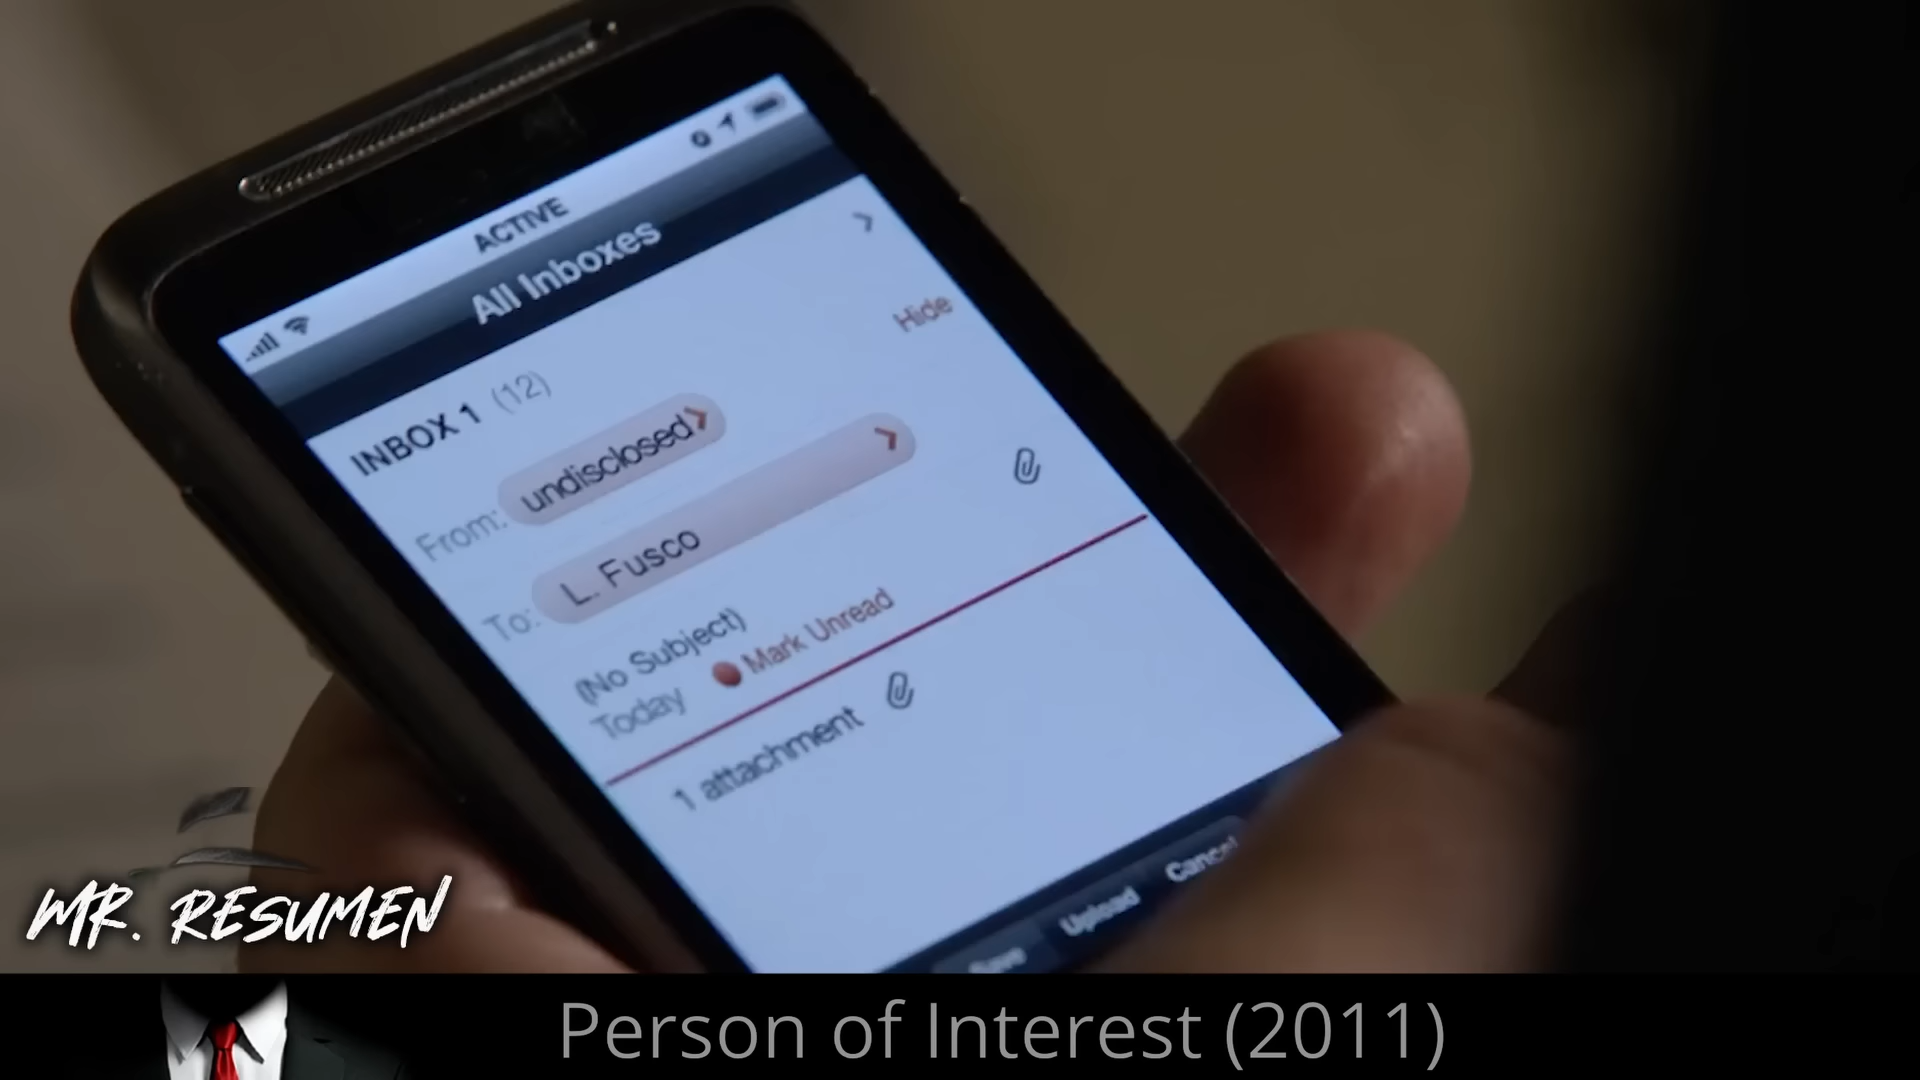 ACTIVE
All Inboxes
Hide
INBOX 1 (12)
From: undisclosed
To: L. Fusco
(No Subject)
Today Mark Unread
1 attachment
Save Upload Cancel
MR. RESUMEN
Person of Interest (2011)